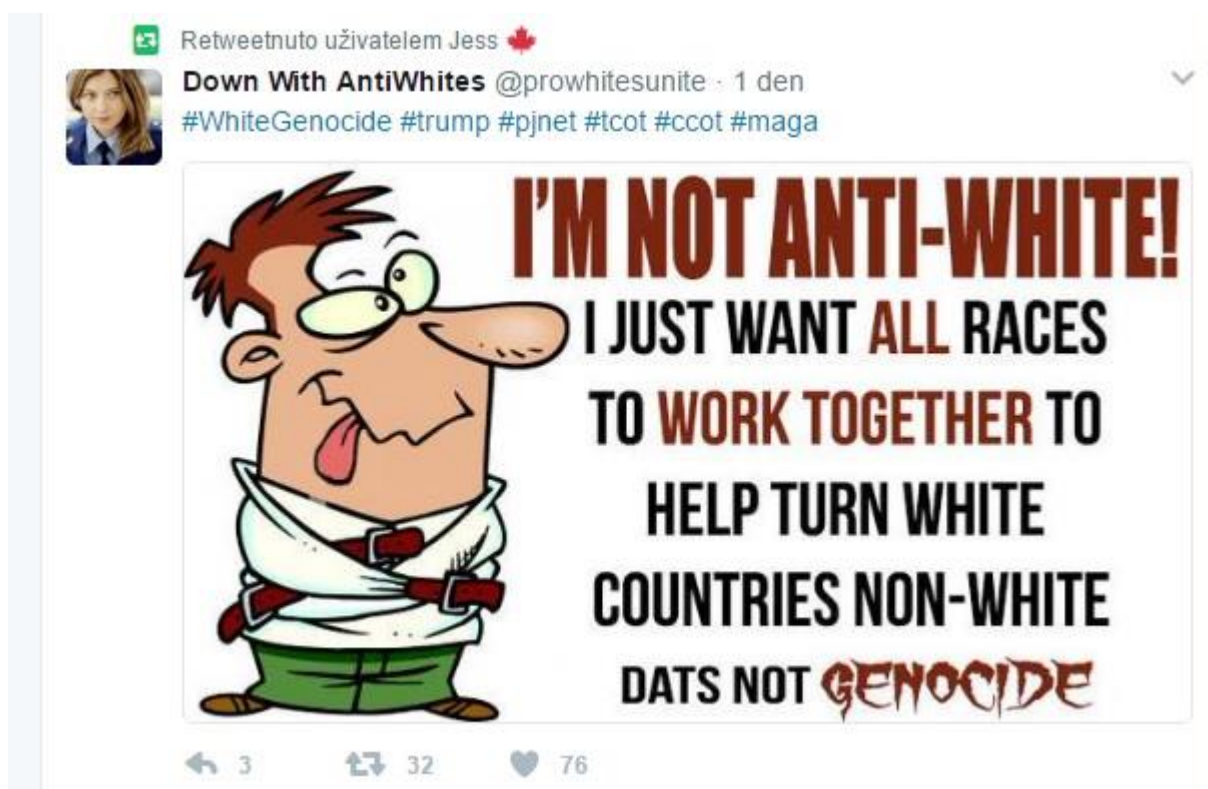 Retweetnuto uživatelem Jess 🍁
Down With AntiWhites @prowhitesunite · 1 den
#WhiteGenocide #trump #pjnet #tcot #ccot #maga
I'M NOT ANTI-WHITE!
I JUST WANT ALL RACES
TO WORK TOGETHER TO
HELP TURN WHITE
COUNTRIES NON-WHITE
DATS NOT GENOCIDE
3 32 76